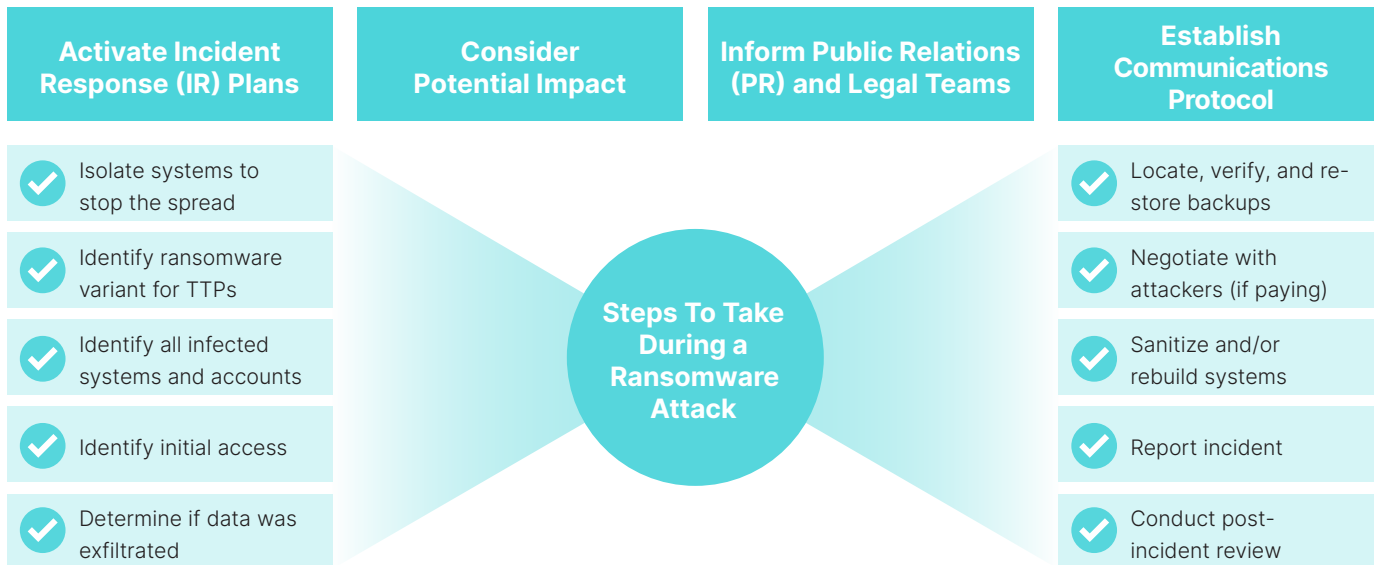 Activate Incident
Response (IR) Plans
Consider
Potential Impact
Inform Public Relations
(PR) and Legal Teams
Establish
Communications
Protocol
Isolate systems to
stop the spread
Identify ransomware
variant for TTPs
Identify all infected
systems and accounts
Identify initial access
Determine if data was
exfiltrated
Steps To Take
During a
Ransomware
Attack
Locate, verify, and re-
store backups
Negotiate with
attackers (if paying)
Sanitize and/or
rebuild systems
Report incident
Conduct post-
incident review